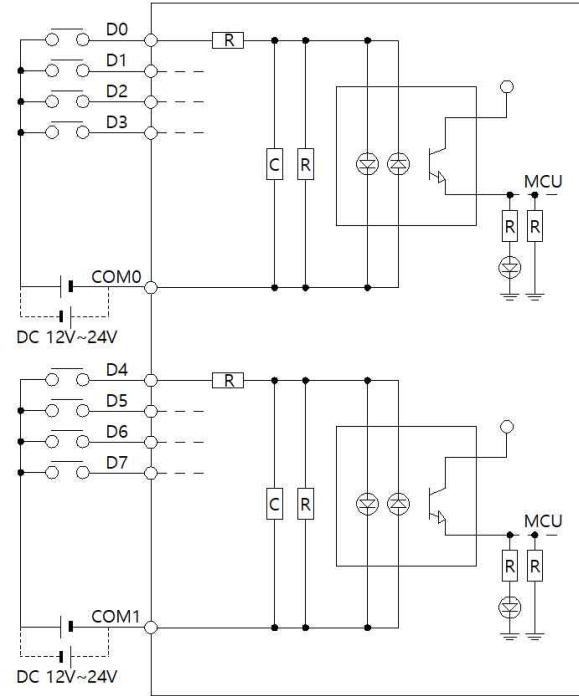 D0
R
D1
D2
D3
C R
MCU
R R
COM0
DC 12V~24V
D4
R
D5
D6
D7
C R
MCU
R R
COM1
DC 12V~24V